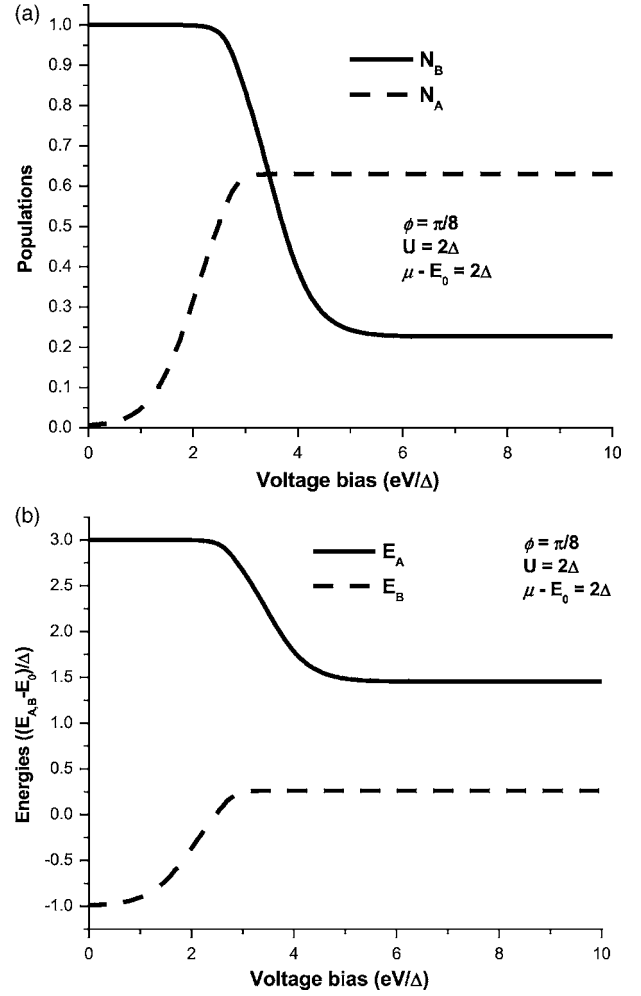 (a)
1.0
0.9
0.8
0.7
0.6
0.5
0.4
0.3
0.2
0.1
0.0
Populations
N_B
N_A
ϕ = π/8
U = 2Δ
μ - E_0 = 2Δ
0 2 4 6 8 10
Voltage bias (eV/Δ)
(b)
3.0
2.5
2.0
1.5
1.0
0.5
0.0
-0.5
-1.0
Energies ((E_A,B-E_0)/Δ)
E_A
E_B
ϕ = π/8
U = 2Δ
μ - E_0 = 2Δ
0 2 4 6 8 10
Voltage bias (eV/Δ)